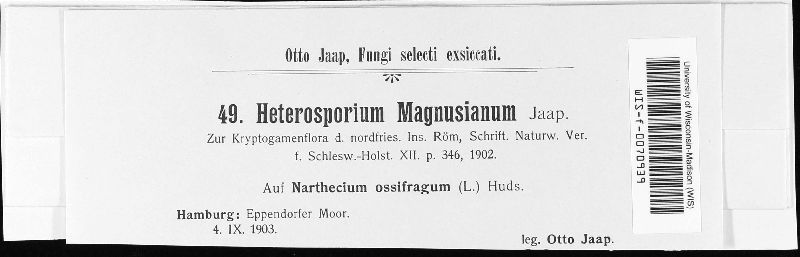 Otto Jaap, Fungi selecti exsiccati.
49. Heterosporium Magnusianum Jaap.
Zur Kryptogamenflora d. nordfries. Ins. Röm, Schrift. Naturw. Ver.
f. Schlesw.-Holst. XII. p. 346, 1902.
Auf Narthecium ossifragum (L.) Huds.
Hamburg: Eppendorfer Moor.
4. IX. 1903.
leg. Otto Jaap.
University of Wisconsin-Madison (WIS)
WIS-f-0070939